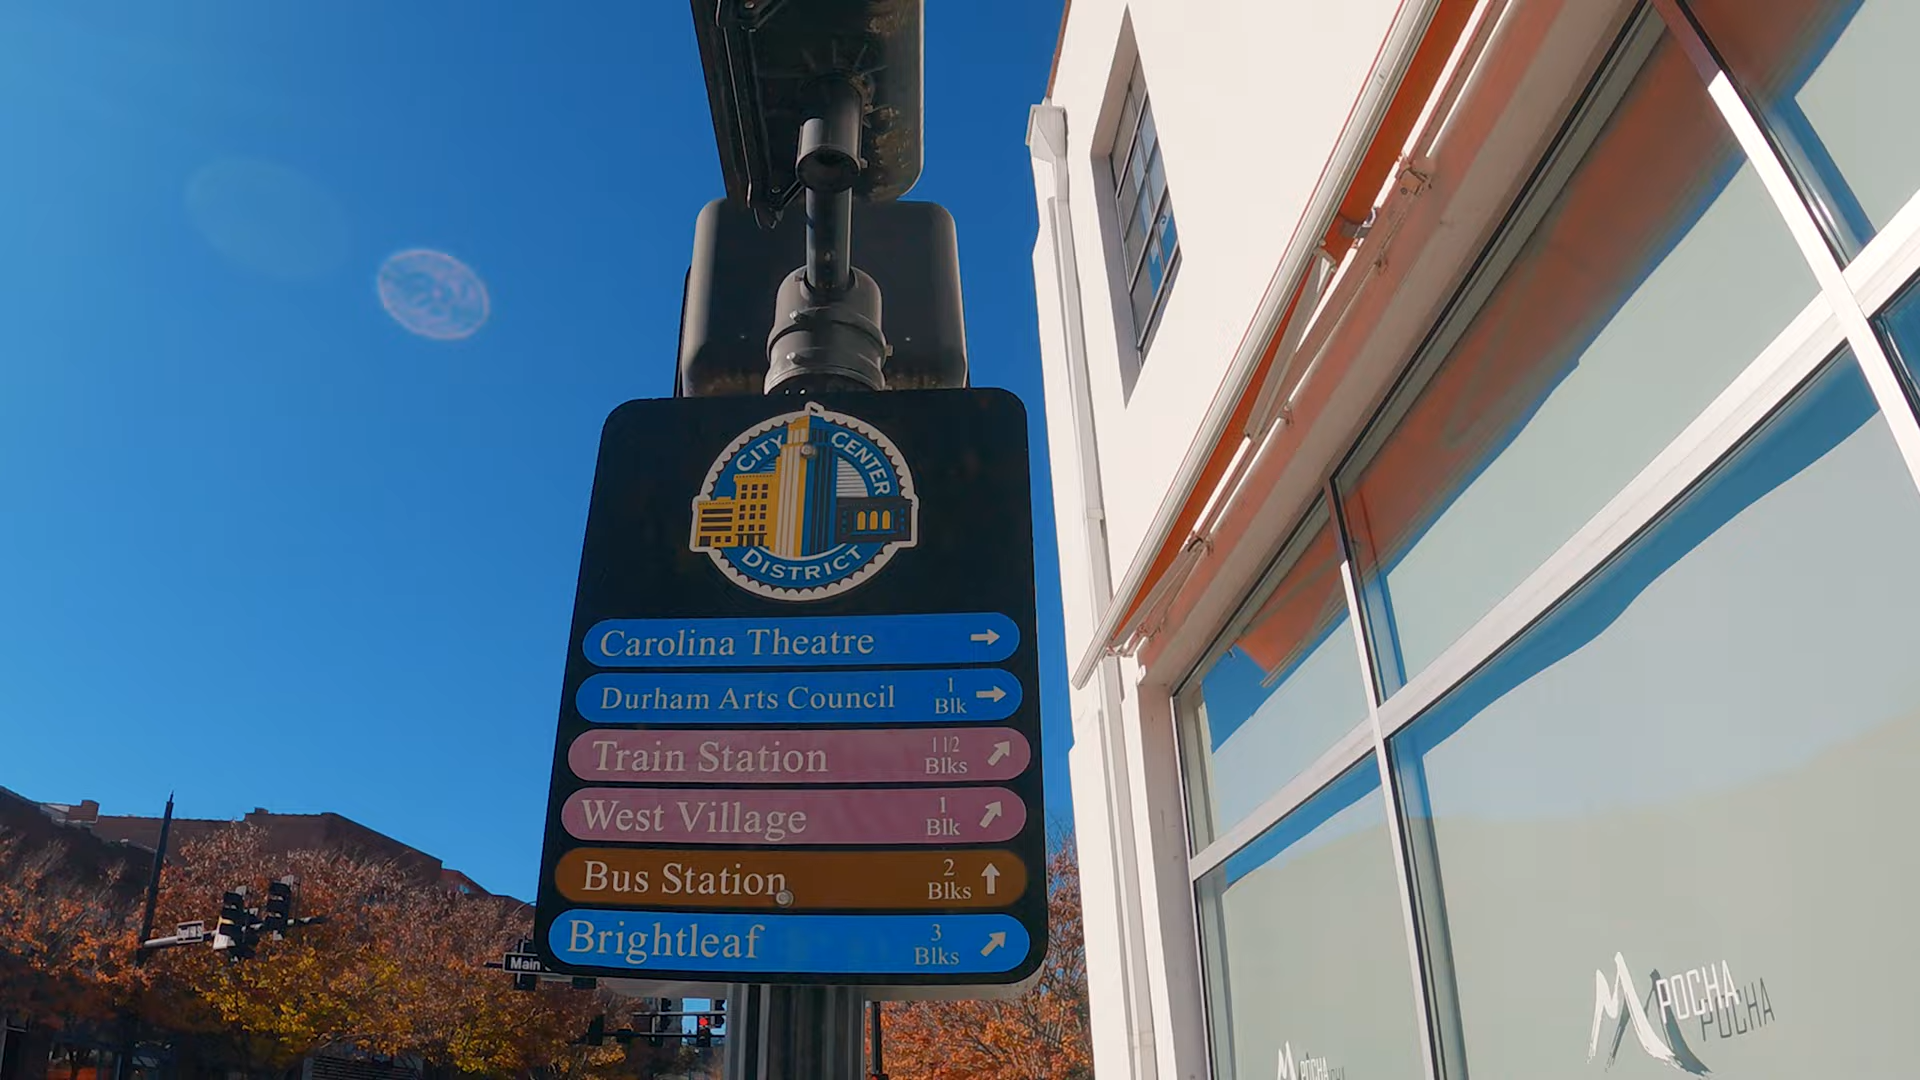 CITY CENTER
DISTRICT
Carolina Theatre →
Durham Arts Council 1 Blk →
Train Station 1 1/2 Blks ↗
West Village 1 Blk ↗
Bus Station 2 Blks ↑
Brightleaf 3 Blks ↗
Main
M POCHA
M POCHA